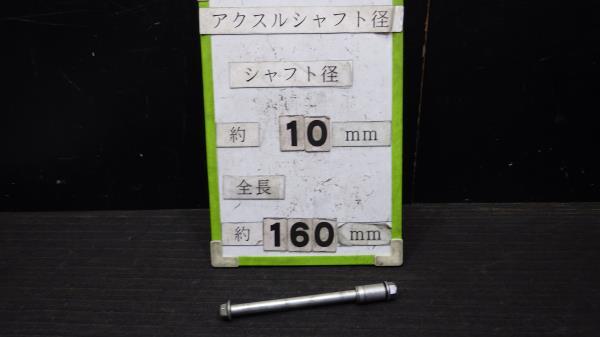 アクスルシャフト径
シャフト径
約 10 mm
全長
約 160 mm